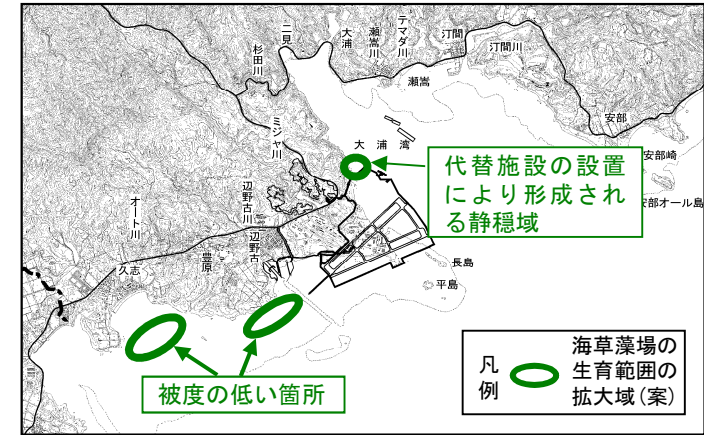 二見
大浦
瀬嵩川
テマダ川
汀間
汀間川
杉田川
瀬嵩
安部
ミジャ川
大浦湾
安部崎
安部オール島
代替施設の設置
により形成され
る静穏域
オート川
辺野古川
辺野古
豊原
久志
長島
平島
被度の低い箇所
凡例
海草藻場の
生育範囲の
拡大域(案)